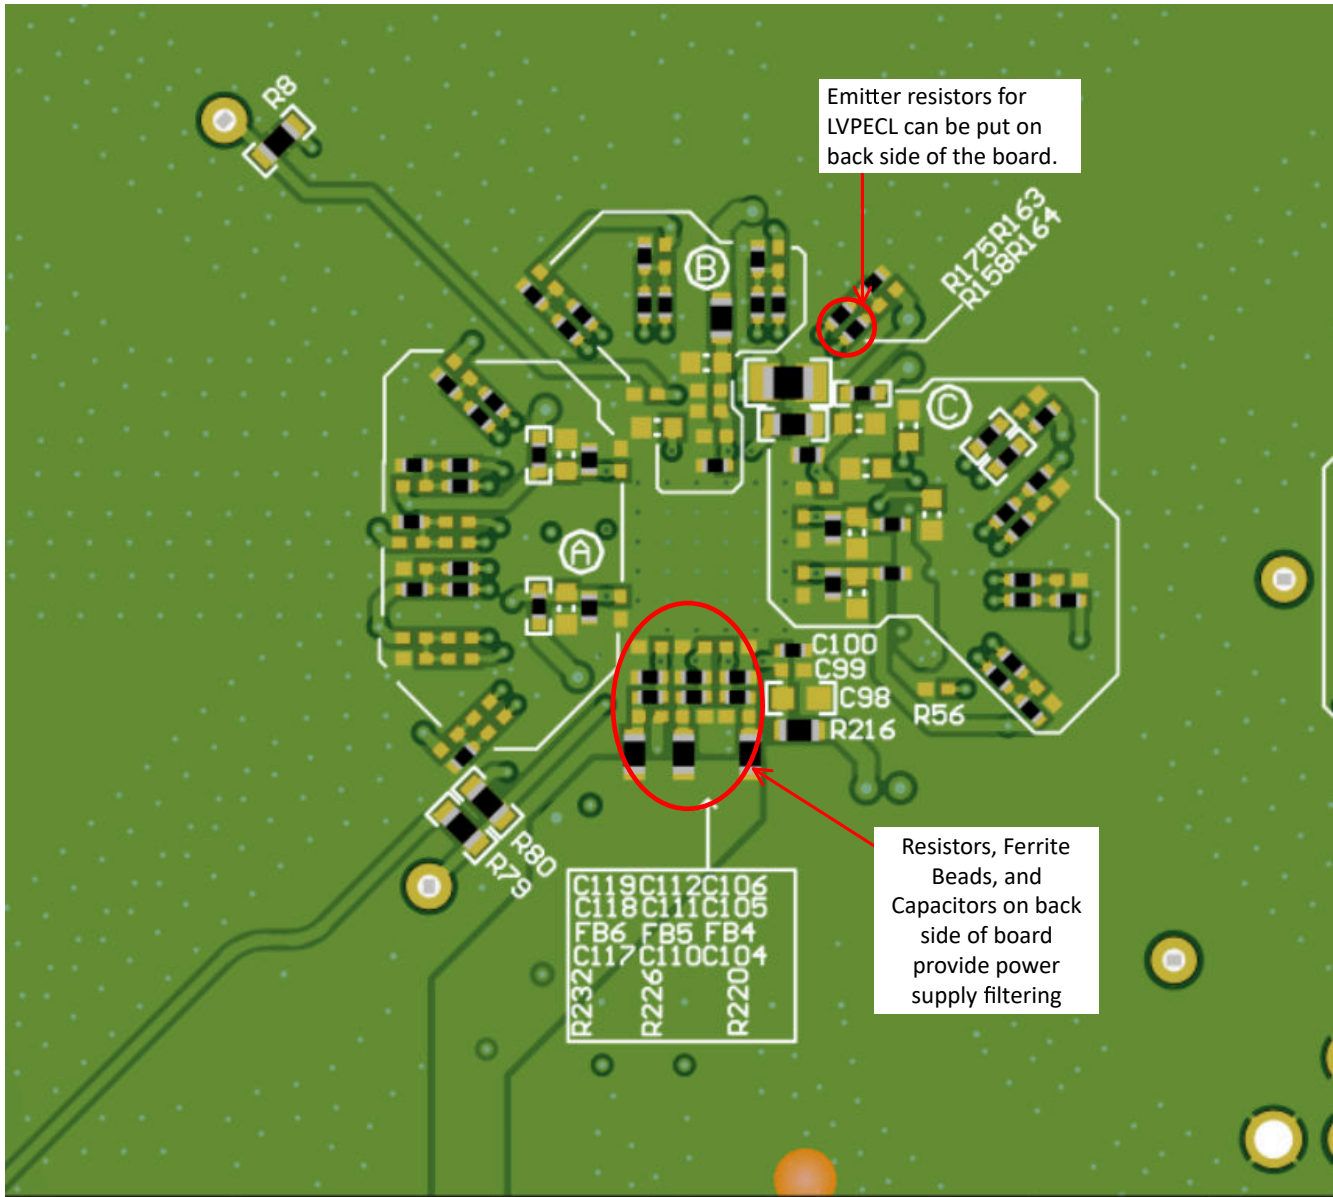 R8
Emitter resistors for
LVPECL can be put on
back side of the board.
R175R163
R158R164
B
C
A
C100
C99
C98
R216
R56
R80
R79
Resistors, Ferrite
Beads, and
Capacitors on back
side of board
provide power
supply filtering
C119C112C106
C118C111C105
FB6 FB5 FB4
C117C110C104
R232 R226 R220